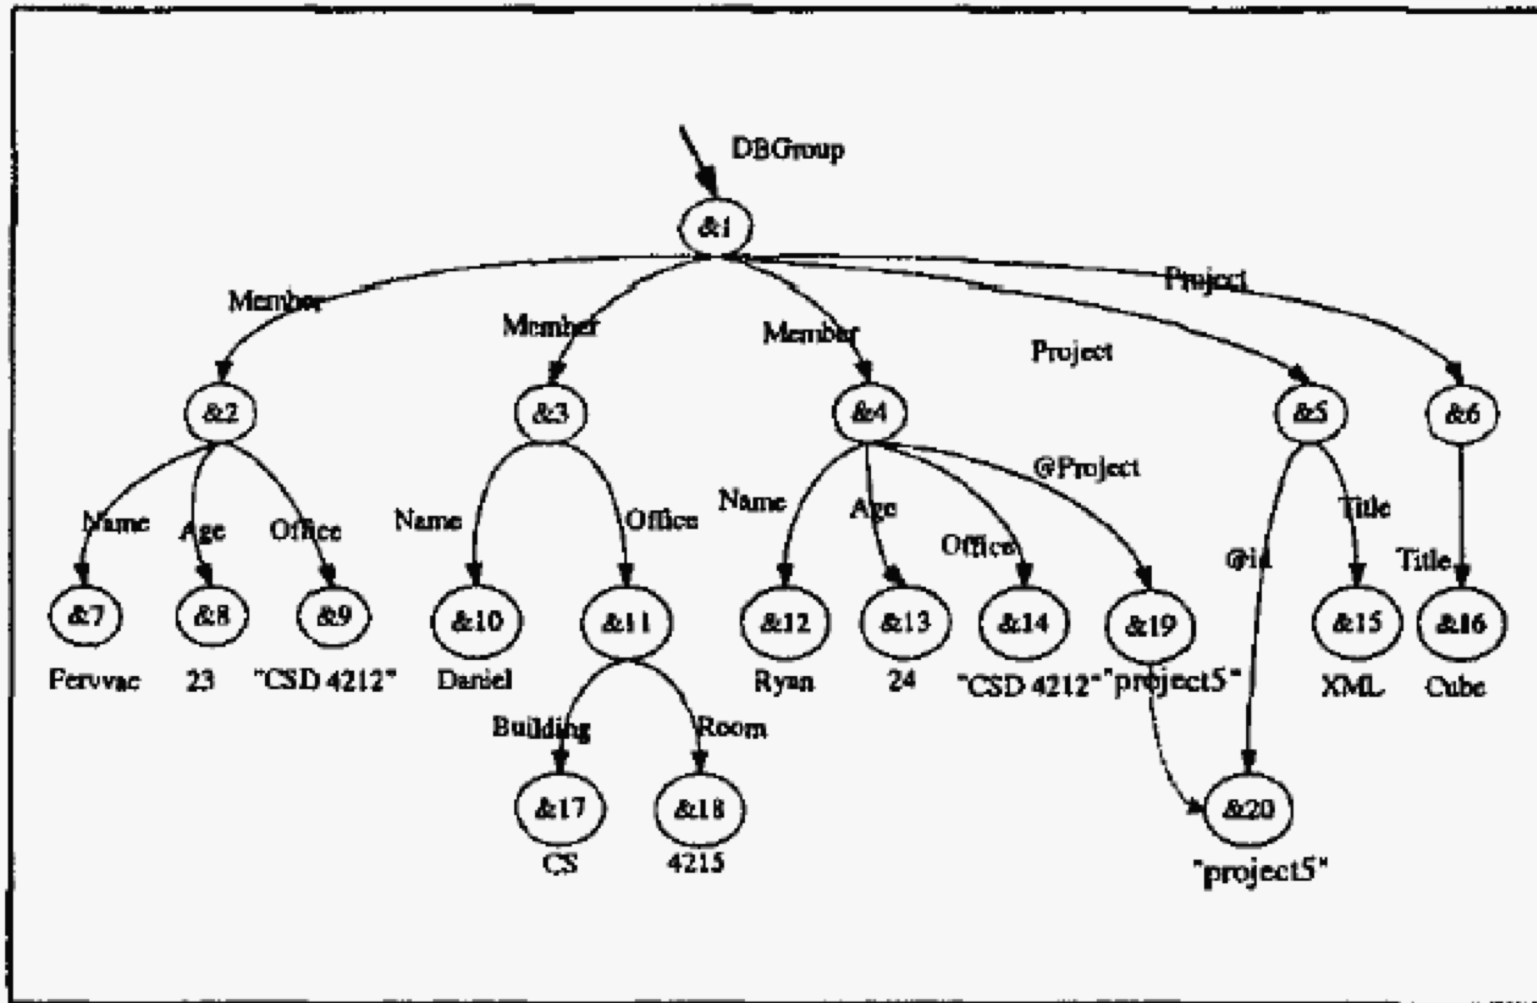 DBGroup
&1
Member
Member
Member
Project
Project
&2
&3
&4
&5
&6
Name
Age
Office
Name
Office
Name
Age
Office
@Project
@id
Title
Title
&7
&8
&9
&10
&11
&12
&13
&14
&19
&15
&16
23
"CSD 4212"
Daniel
Ryan
24
"CSD 4212"
"project5"
XML
Cube
Building
Room
&17
&18
&20
CS
4215
"project5"